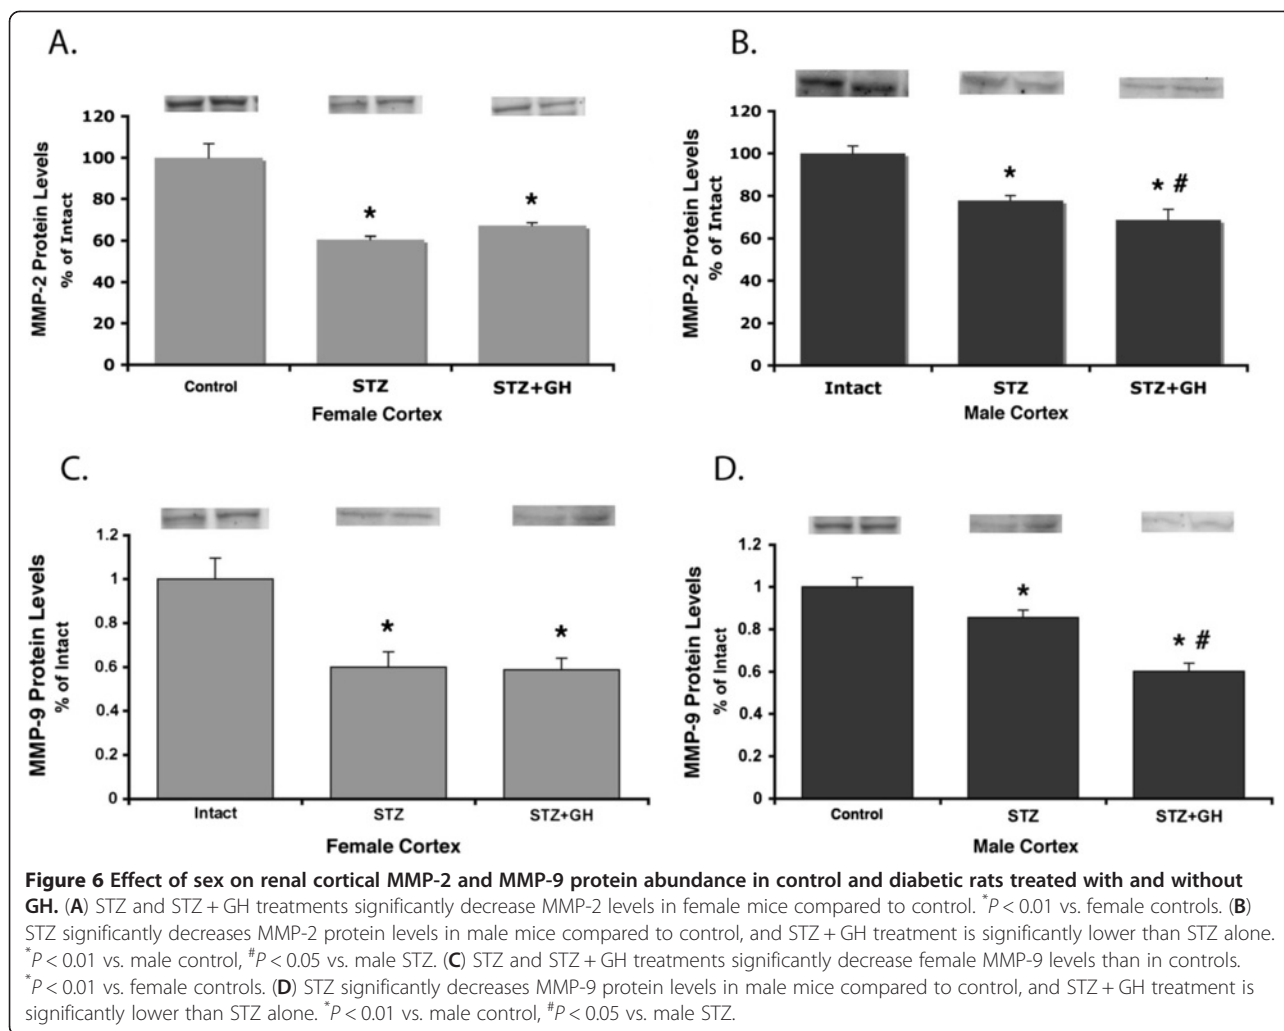 A.
120
100
80
60
40
20
0
MMP-2 Protein Levels
% of Intact
*
*
Control
STZ
STZ+GH
Female Cortex
B.
120
100
80
60
40
20
0
MMP-2 Protein Levels
% of Intact
*
* #
Intact
STZ
STZ+GH
Male Cortex
C.
1.2
1
0.8
0.6
0.4
0.2
0
MMP-9 Protein Levels
% of Intact
*
*
Intact
STZ
STZ+GH
Female Cortex
D.
1.2
1
0.8
0.6
0.4
0.2
0
MMP-9 Protein Levels
% of Intact
*
* #
Control
STZ
STZ+GH
Male Cortex
Figure 6 Effect of sex on renal cortical MMP-2 and MMP-9 protein abundance in control and diabetic rats treated with and without
GH. (A) STZ and STZ + GH treatments significantly decrease MMP-2 levels in female mice compared to control. *P < 0.01 vs. female controls. (B)
STZ significantly decreases MMP-2 protein levels in male mice compared to control, and STZ + GH treatment is significantly lower than STZ alone.
*P < 0.01 vs. male control, #P < 0.05 vs. male STZ. (C) STZ and STZ + GH treatments significantly decrease female MMP-9 levels than in controls.
*P < 0.01 vs. female controls. (D) STZ significantly decreases MMP-9 protein levels in male mice compared to control, and STZ + GH treatment is
significantly lower than STZ alone. *P < 0.01 vs. male control, #P < 0.05 vs. male STZ.